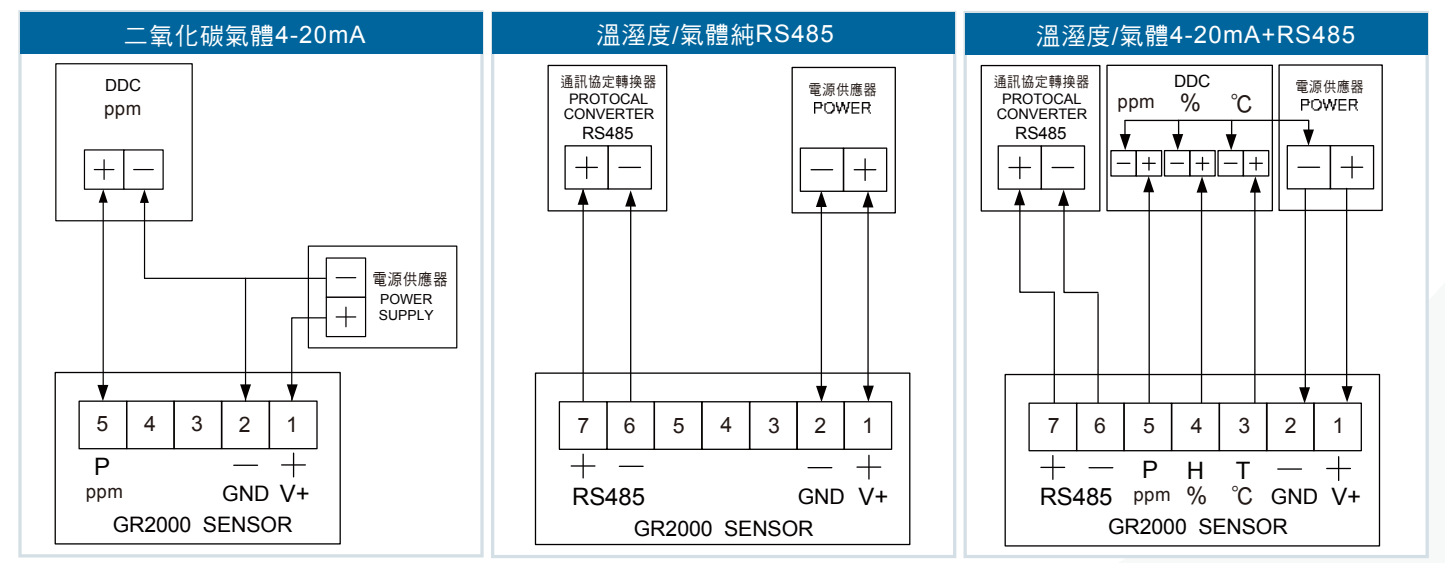 二氧化碳氣體4-20mA
DDC
ppm
+ −
− 電源供應器
POWER
+ SUPPLY
5 4 3 2 1
P − +
ppm GND V+
GR2000 SENSOR
溫溼度/氣體純RS485
通訊協定轉換器
PROTOCAL
CONVERTER
RS485
+ −
電源供應器
POWER
− +
7 6 5 4 3 2 1
+ − − +
RS485 GND V+
GR2000 SENSOR
溫溼度/氣體4-20mA+RS485
通訊協定轉換器
PROTOCAL
CONVERTER
RS485
+ −
DDC
ppm % ℃
− + − + − +
電源供應器
POWER
− +
7 6 5 4 3 2 1
+ − P H T − +
RS485 ppm % ℃ GND V+
GR2000 SENSOR